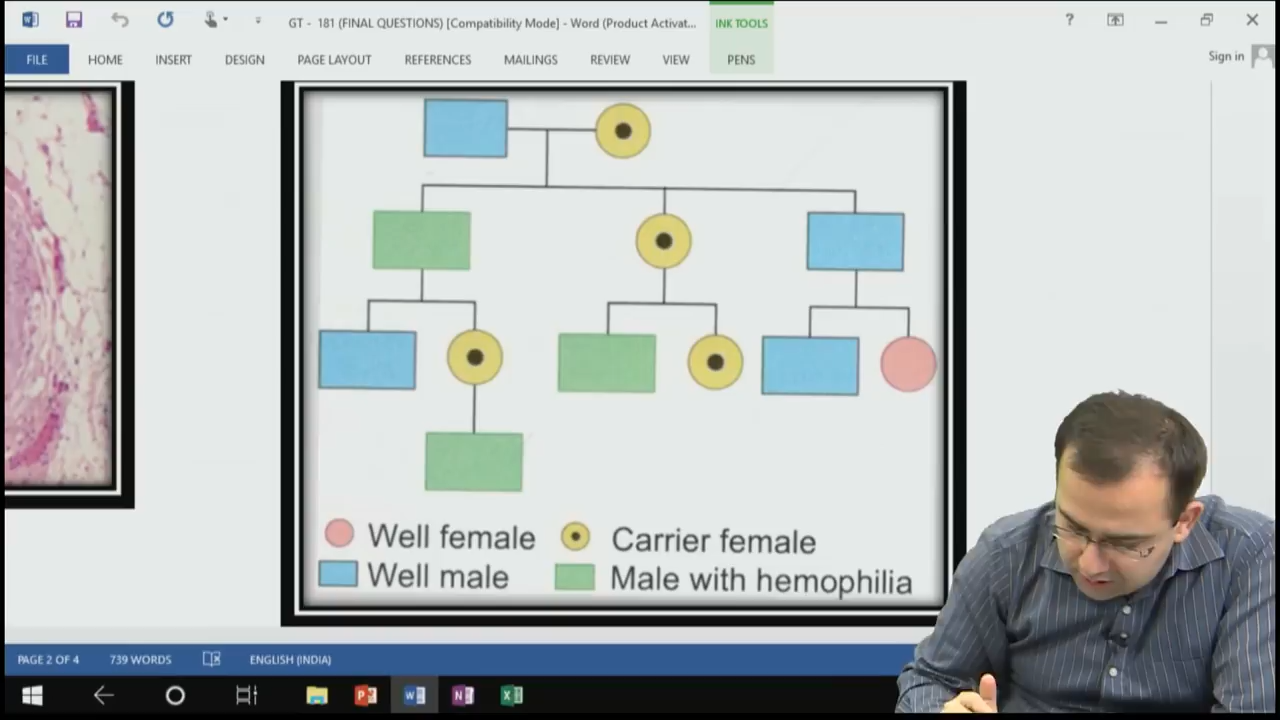 GT - 181 (FINAL QUESTIONS) [Compatibility Mode] - Word (Product Activat...
INK TOOLS
?
FILE HOME INSERT DESIGN PAGE LAYOUT REFERENCES MAILINGS REVIEW VIEW PENS
Sign in
Well female Carrier female
Well male Male with hemophilia
PAGE 2 OF 4 739 WORDS ENGLISH (INDIA)